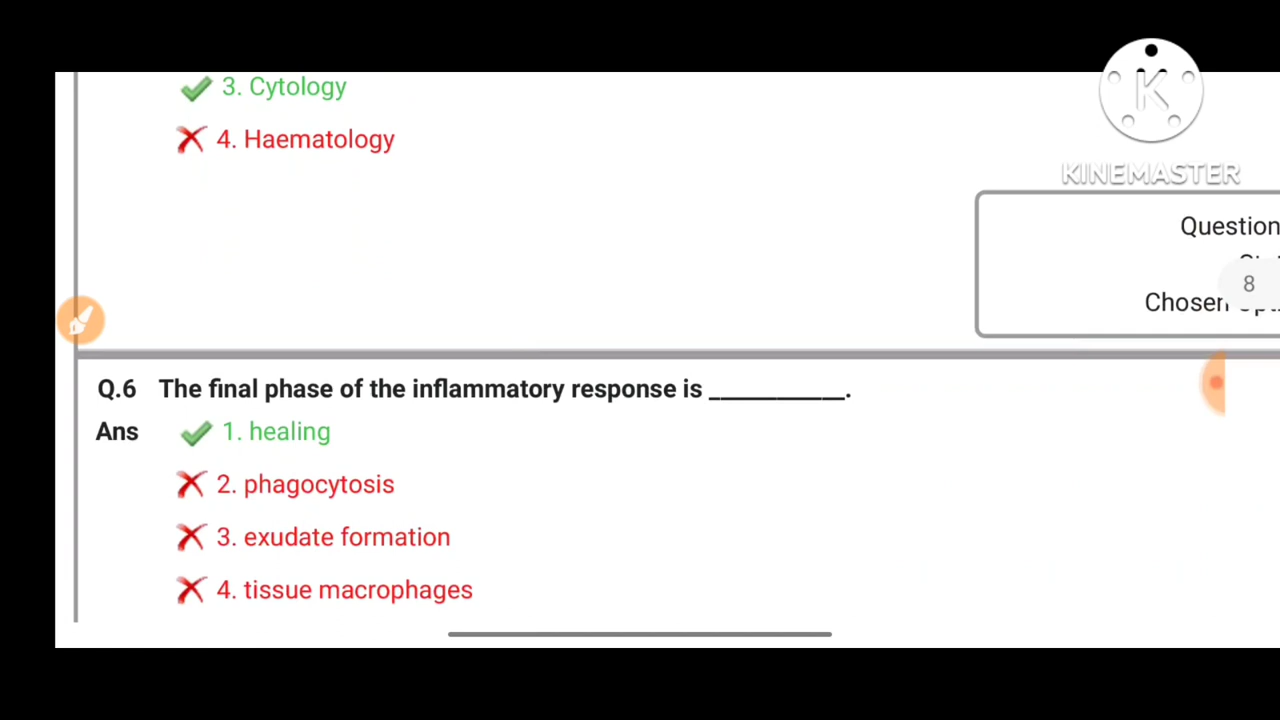 3. Cytology
4. Haematology
K
KINEMASTER
Question
8
Chosen
Q.6 The final phase of the inflammatory response is ___________.
Ans 1. healing
2. phagocytosis
3. exudate formation
4. tissue macrophages